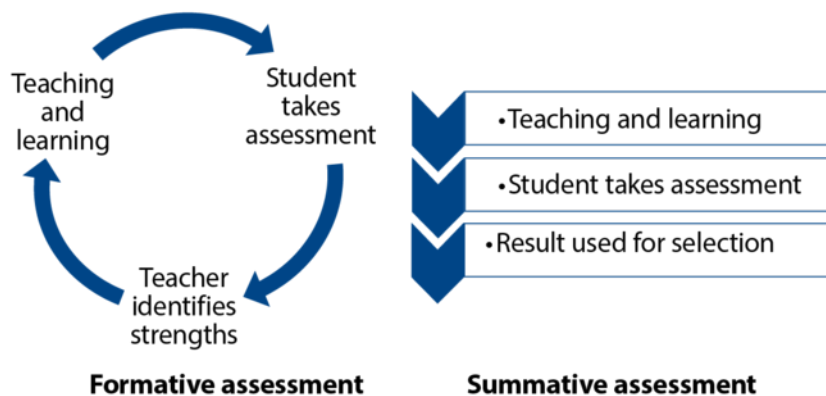 Teaching
and
learning
Student
takes
assessment
Teacher
identifies
strengths
Formative assessment
•Teaching and learning
•Student takes assessment
•Result used for selection
Summative assessment